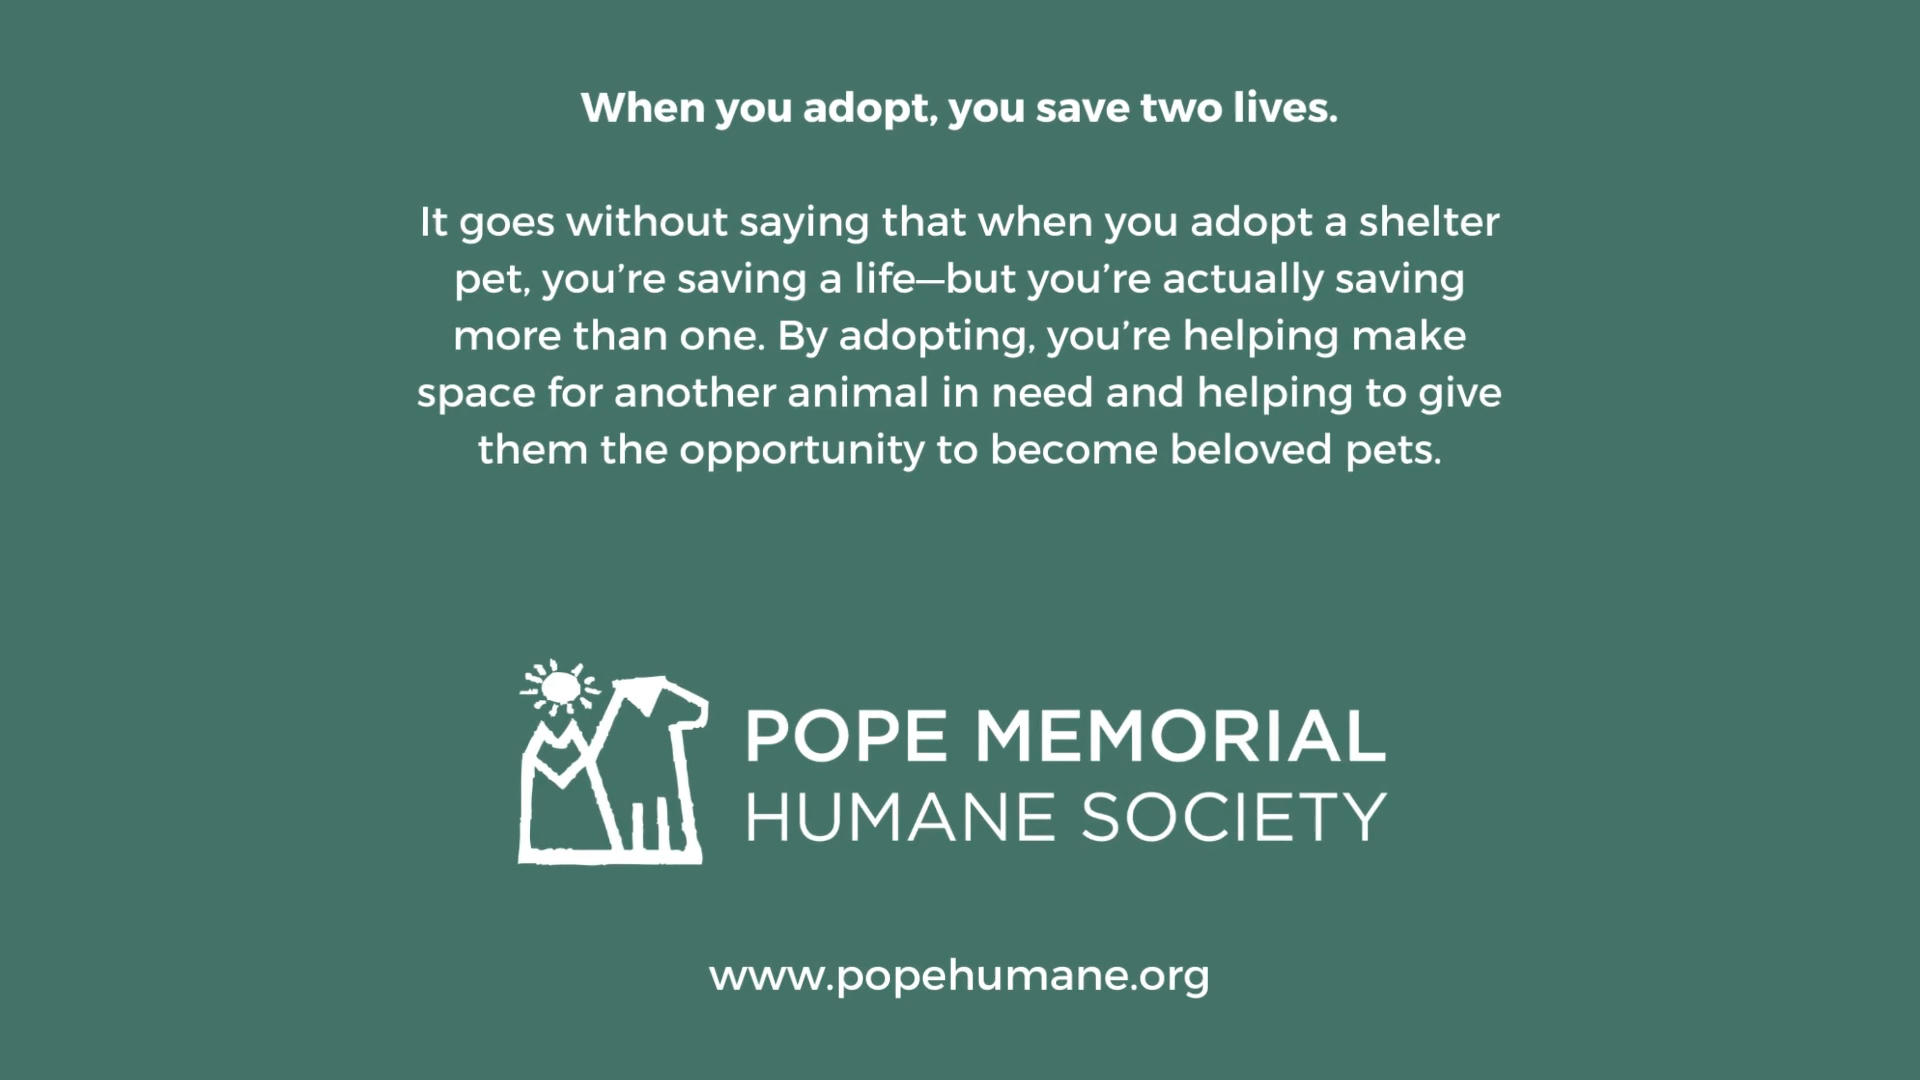 When you adopt, you save two lives.
It goes without saying that when you adopt a shelter
pet, you’re saving a life—but you’re actually saving
more than one. By adopting, you’re helping make
space for another animal in need and helping to give
them the opportunity to become beloved pets.
POPE MEMORIAL
HUMANE SOCIETY
www.popehumane.org